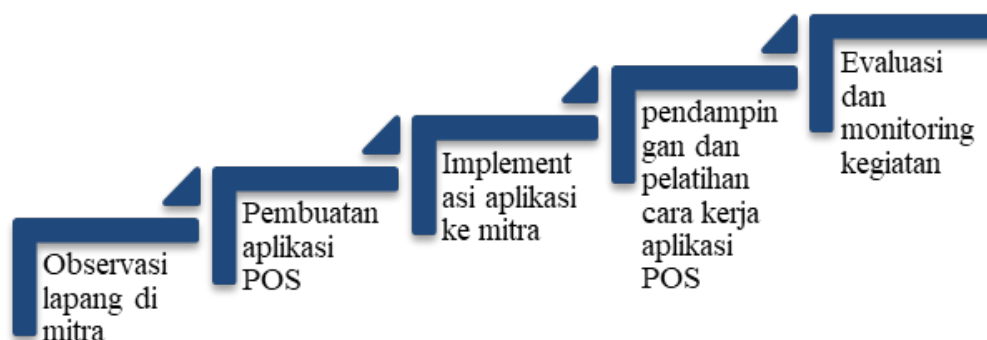 Observasi
lapang di
mitra
Pembuatan
aplikasi
POS
Implement
asi aplikasi
ke mitra
pendampin
gan dan
pelatihan
cara kerja
aplikasi
POS
Evaluasi
dan
monitoring
kegiatan